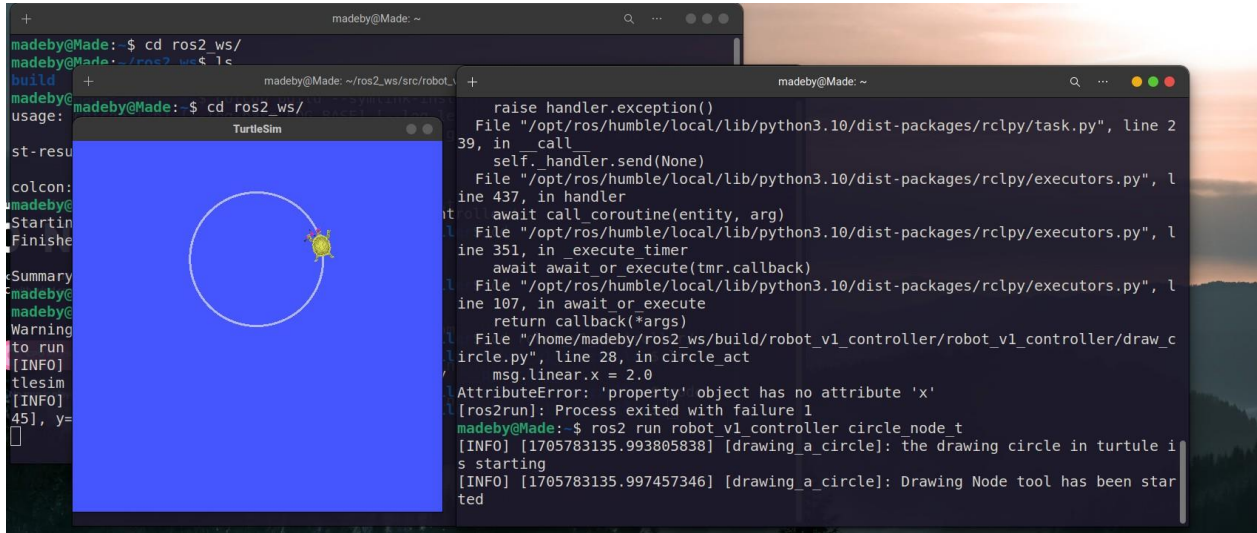 madeby@Made: ~
madeby@Made:~$ cd ros2_ws/
madeby@Made:~/ros2_ws$ ls
build
madeby@
usage:
st-resu
colcon:
madeby@
Startin
Finishe
Summary
madeby@
madeby@
Warning
to run
[INFO]
tlesim
[INFO]
45], y=
madeby@Made: ~/ros2_ws/src/robot_v
madeby@Made:~$ cd ros2_ws/
TurtleSim
madeby@Made: ~
raise handler.exception()
File "/opt/ros/humble/local/lib/python3.10/dist-packages/rclpy/task.py", line 2
39, in __call__
self._handler.send(None)
File "/opt/ros/humble/local/lib/python3.10/dist-packages/rclpy/executors.py", l
ine 437, in handler
await call_coroutine(entity, arg)
File "/opt/ros/humble/local/lib/python3.10/dist-packages/rclpy/executors.py", l
ine 351, in _execute_timer
await await_or_execute(tmr.callback)
File "/opt/ros/humble/local/lib/python3.10/dist-packages/rclpy/executors.py", l
ine 107, in await_or_execute
return callback(*args)
File "/home/madeby/ros2_ws/build/robot_v1_controller/robot_v1_controller/draw_c
ircle.py", line 28, in circle_act
msg.linear.x = 2.0
AttributeError: 'property' object has no attribute 'x'
[ros2run]: Process exited with failure 1
madeby@Made:~$ ros2 run robot_v1_controller circle_node_t
[INFO] [1705783135.993805838] [drawing_a_circle]: the drawing circle in turtule i
s starting
[INFO] [1705783135.997457346] [drawing_a_circle]: Drawing Node tool has been star
ted